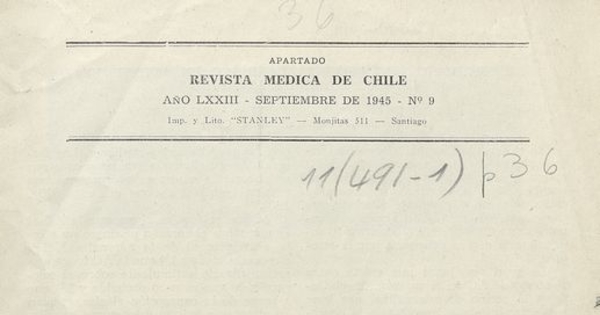 36
APARTADO
REVISTA MEDICA DE CHILE
AÑO LXXIII - SEPTIEMBRE DE 1945 - Nº 9
Imp. y Lito. "STANLEY" — Monjitas 511 — Santiago
11(491-1) p36